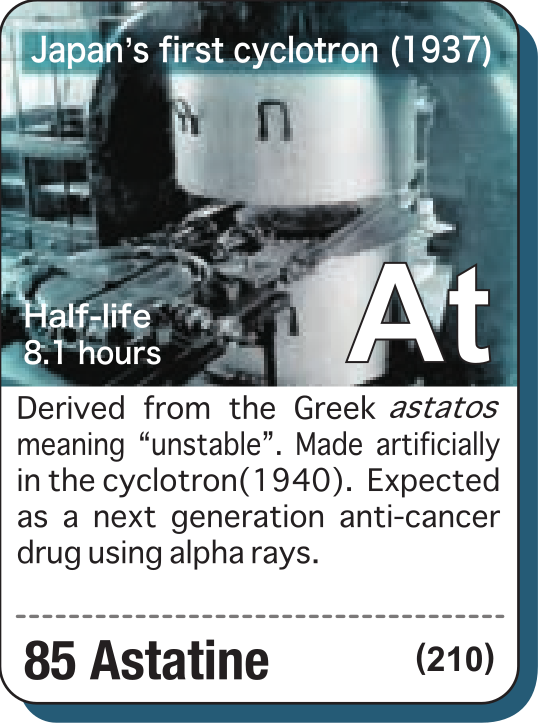 Japan's first cyclotron (1937)
Half-life
8.1 hours
At
Derived from the Greek astatos
meaning “unstable”. Made artificially
in the cyclotron(1940). Expected
as a next generation anti-cancer
drug using alpha rays.
85 Astatine
(210)